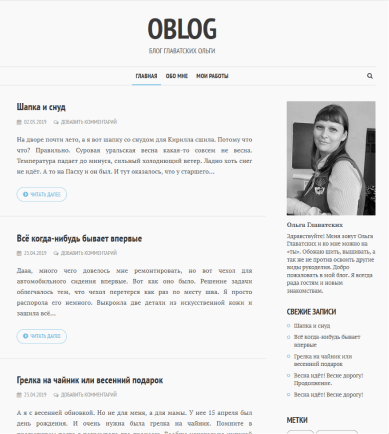 OBLOG
БЛОГ ГЛАВАТСКИХ ОЛЬГИ
ГЛАВНАЯ ОБО МНЕ МОИ РАБОТЫ
Шапка и снуд
02.05.2019 ДОБАВИТЬ КОММЕНТАРИЙ
На дворе почти лето, а я вот шапку со снудом для Кирилла сшила. Потому что
что? Правильно. Суровая уральская весна какая-то совсем не весна.
Температура падает до минуса, сильный холодящий ветер. Ладно хоть снег
не идёт. А то на Пасху и он был. И тут оказалось, что у старшего…
ЧИТАТЬ ДАЛЕЕ
Всё когда-нибудь бывает впервые
25.04.2019 ДОБАВИТЬ КОММЕНТАРИЙ
Дааа, много чего довелось мне ремонтировать, но вот чехол для
автомобильного сидения впервые. Вот как оно было. Решение задачи
облегчалось тем, что чехол перетерся как раз по месту шва. Я просто
распорола его немного. Выкроила две детали из искусственной кожи и
зашила всё…
ЧИТАТЬ ДАЛЕЕ
Грелка на чайник или весенний подарок
23.04.2019 ДОБАВИТЬ КОММЕНТАРИЙ
А я с весенней обновкой. Но не для меня, а для мамы. У нее 15 апреля был
день рождения. И очень нужна была грелка на чайник. Помните в
Ольга Главатских
Здравствуйте! Меня зовут Ольга
Главатских и ко мне можно на
«ты». Обожаю шить, вышивать, а
так же не против освоить другие
виды рукоделия. Добро
пожаловать в мой блог. Я всегда
рада гостям и новым
знакомствам.
СВЕЖИЕ ЗАПИСИ
Шапка и снуд
Всё когда-нибудь бывает
впервые
Грелка на чайник или
весенний подарок
Весна идёт! Весне дорогу!
Продолжение.
Весна идёт! Весне дорогу!
МЕТКИ